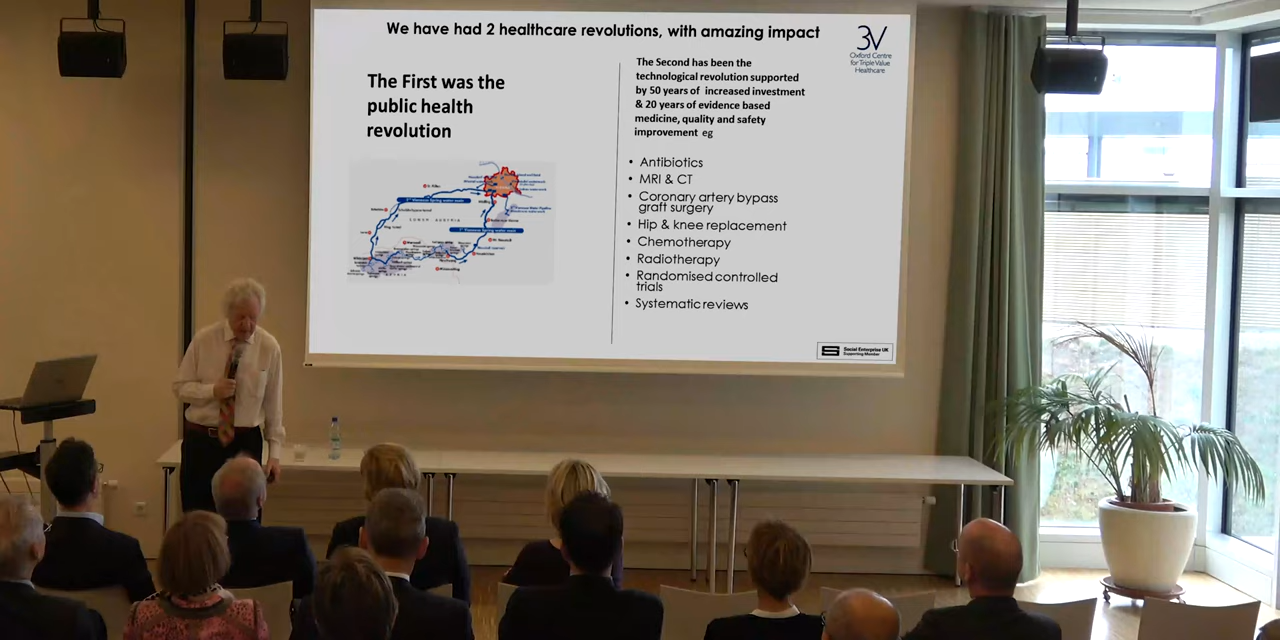 We have had 2 healthcare revolutions, with amazing impact
3V
Oxford Centre
for Triple Value
Healthcare
The First was the
public health
revolution
The Second has been the
technological revolution supported
by 50 years of increased investment
& 20 years of evidence based
medicine, quality and safety
improvement eg
• Antibiotics
• MRI & CT
• Coronary artery bypass
graft surgery
• Hip & knee replacement
• Chemotherapy
• Radiotherapy
• Randomised controlled
trials
• Systematic reviews
Social Enterprise UK
Supporting Member